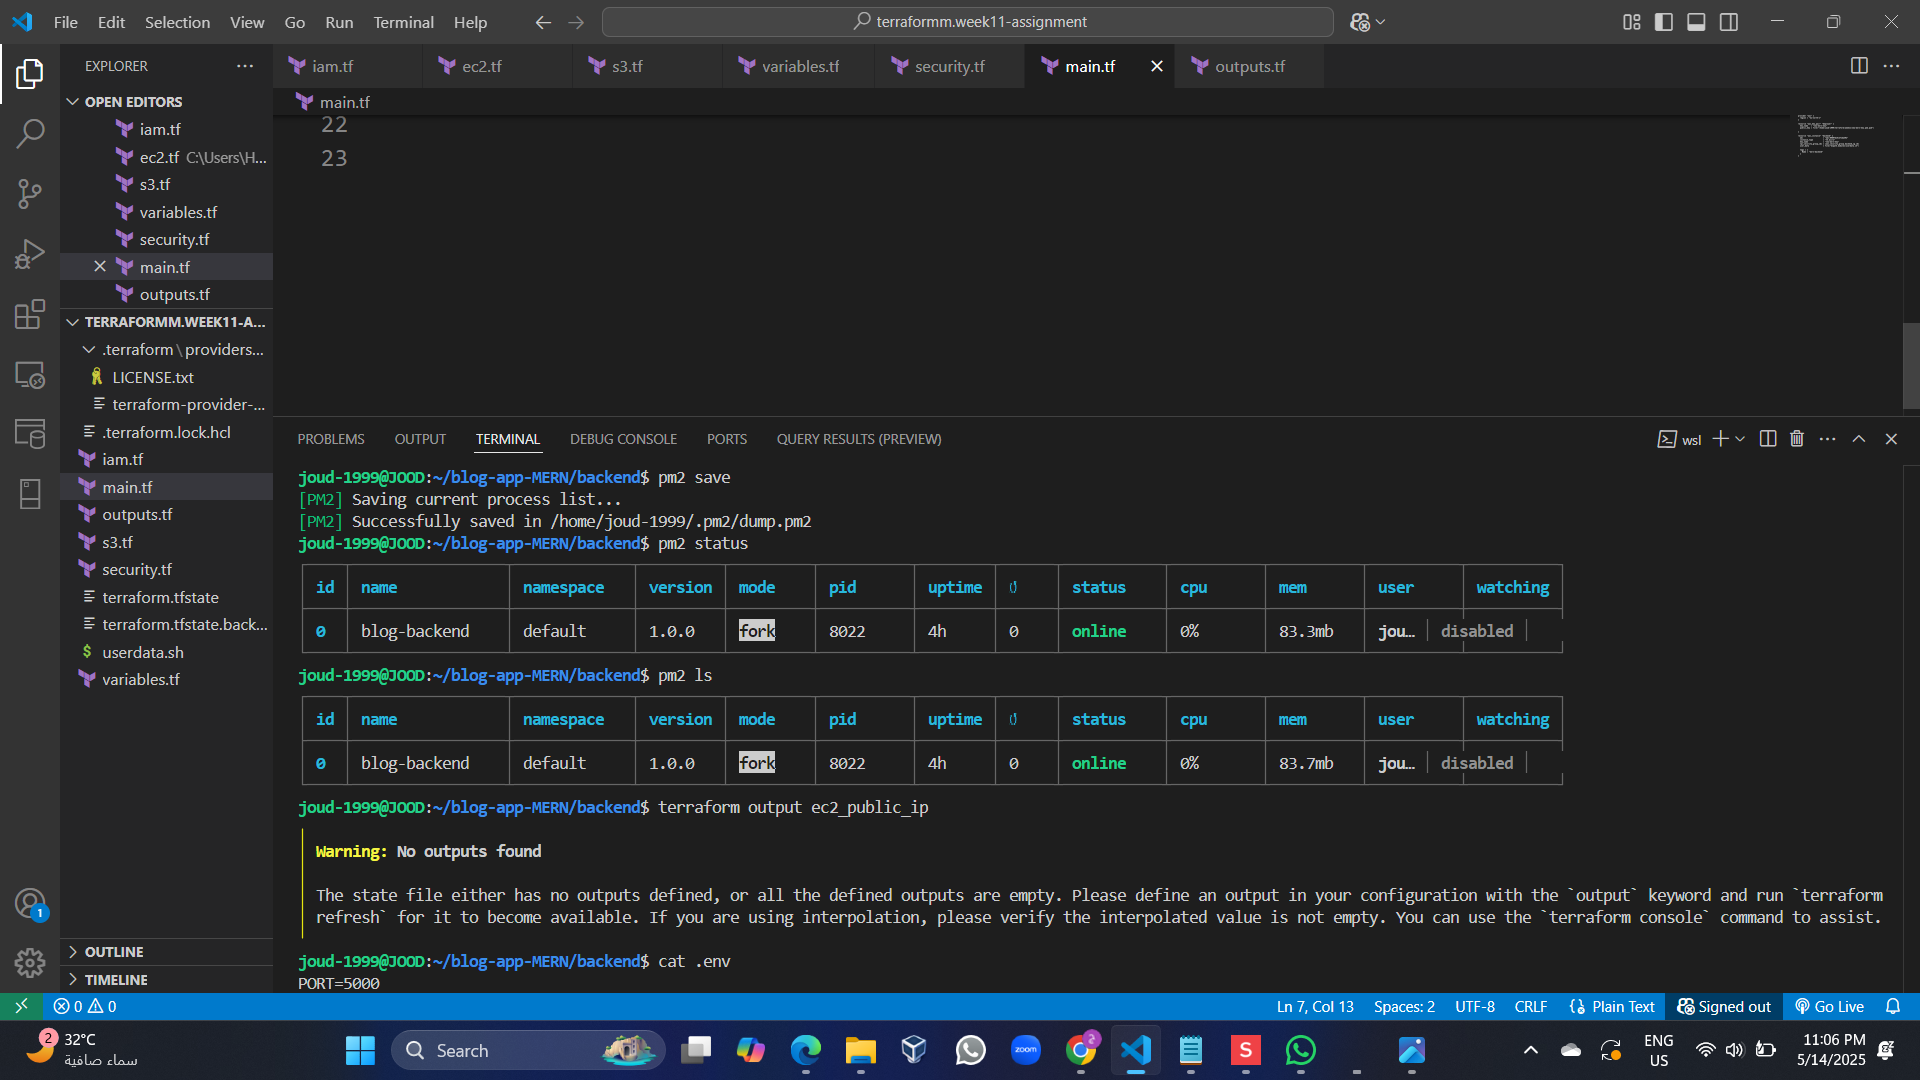 File Edit Selection View Go Run Terminal Help
terraformm.week11-assignment
EXPLORER
iam.tf
ec2.tf
s3.tf
variables.tf
security.tf
main.tf
outputs.tf
OPEN EDITORS
iam.tf
ec2.tf C:\Users\H...
s3.tf
variables.tf
security.tf
main.tf
outputs.tf
TERRAFORMM.WEEK11-A...
.terraform\providers...
LICENSE.txt
terraform-provider-...
.terraform.lock.hcl
iam.tf
main.tf
outputs.tf
s3.tf
security.tf
terraform.tfstate
terraform.tfstate.back...
$ userdata.sh
variables.tf
OUTLINE
TIMELINE
main.tf
22
23
PROBLEMS OUTPUT TERMINAL DEBUG CONSOLE PORTS QUERY RESULTS (PREVIEW)
wsl
joud-1999@JOOD:~/blog-app-MERN/backend$ pm2 save
[PM2] Saving current process list...
[PM2] Successfully saved in /home/joud-1999/.pm2/dump.pm2
joud-1999@JOOD:~/blog-app-MERN/backend$ pm2 status
id name namespace version mode pid uptime ↺ status cpu mem user watching
0 blog-backend default 1.0.0 fork 8022 4h 0 online 0% 83.3mb jou… disabled
joud-1999@JOOD:~/blog-app-MERN/backend$ pm2 ls
id name namespace version mode pid uptime ↺ status cpu mem user watching
0 blog-backend default 1.0.0 fork 8022 4h 0 online 0% 83.7mb jou… disabled
joud-1999@JOOD:~/blog-app-MERN/backend$ terraform output ec2_public_ip
Warning: No outputs found
The state file either has no outputs defined, or all the defined outputs are empty. Please define an output in your configuration with the `output` keyword and run `terraform
refresh` for it to become available. If you are using interpolation, please verify the interpolated value is not empty. You can use the `terraform console` command to assist.
joud-1999@JOOD:~/blog-app-MERN/backend$ cat .env
PORT=5000
0 0
Ln 7, Col 13 Spaces: 2 UTF-8 CRLF {} Plain Text Signed out Go Live
1
2
32°C
سماء صافية
Search
zoom
2
S
ENG
US
11:06 PM
5/14/2025